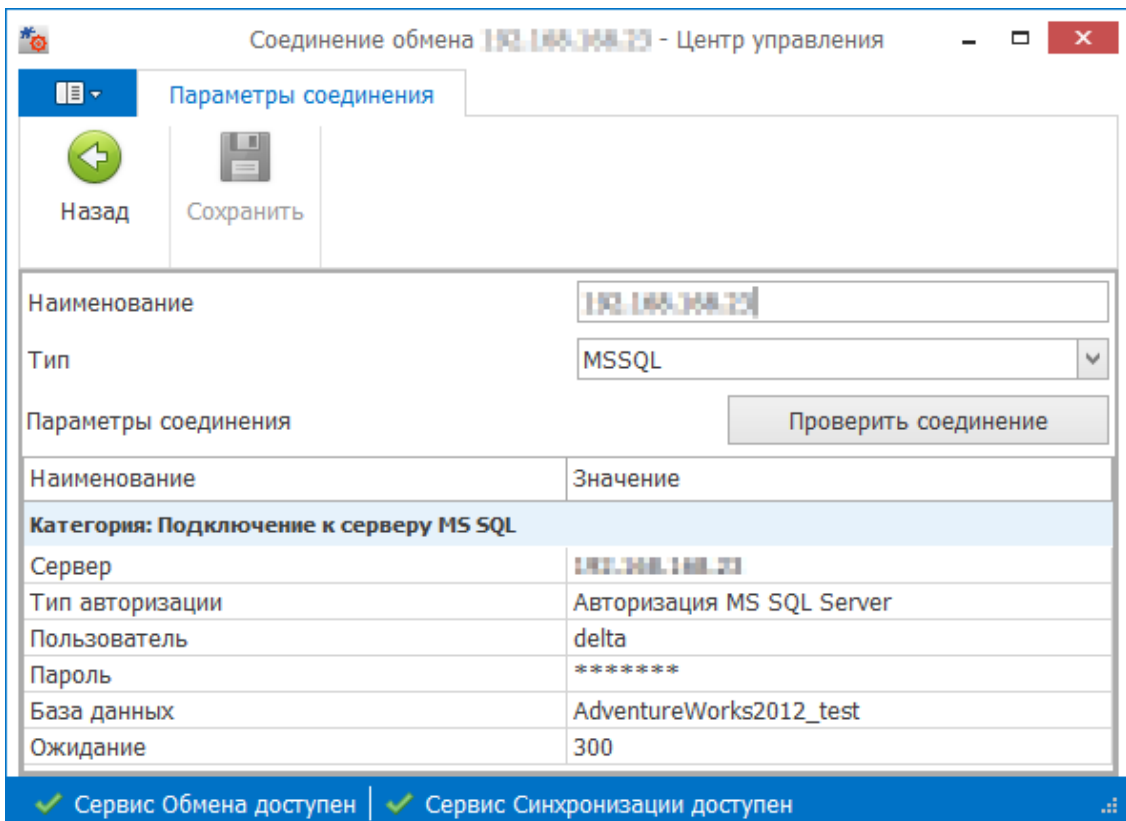 Соединение обмена - Центр управления
Параметры соединения
Назад
Сохранить
Наименование
Тип MSSQL
Параметры соединения Проверить соединение
Наименование Значение
Категория: Подключение к серверу MS SQL
Сервер
Тип авторизации Авторизация MS SQL Server
Пользователь delta
Пароль *******
База данных AdventureWorks2012_test
Ожидание 300
Сервис Обмена доступен Сервис Синхронизации доступен